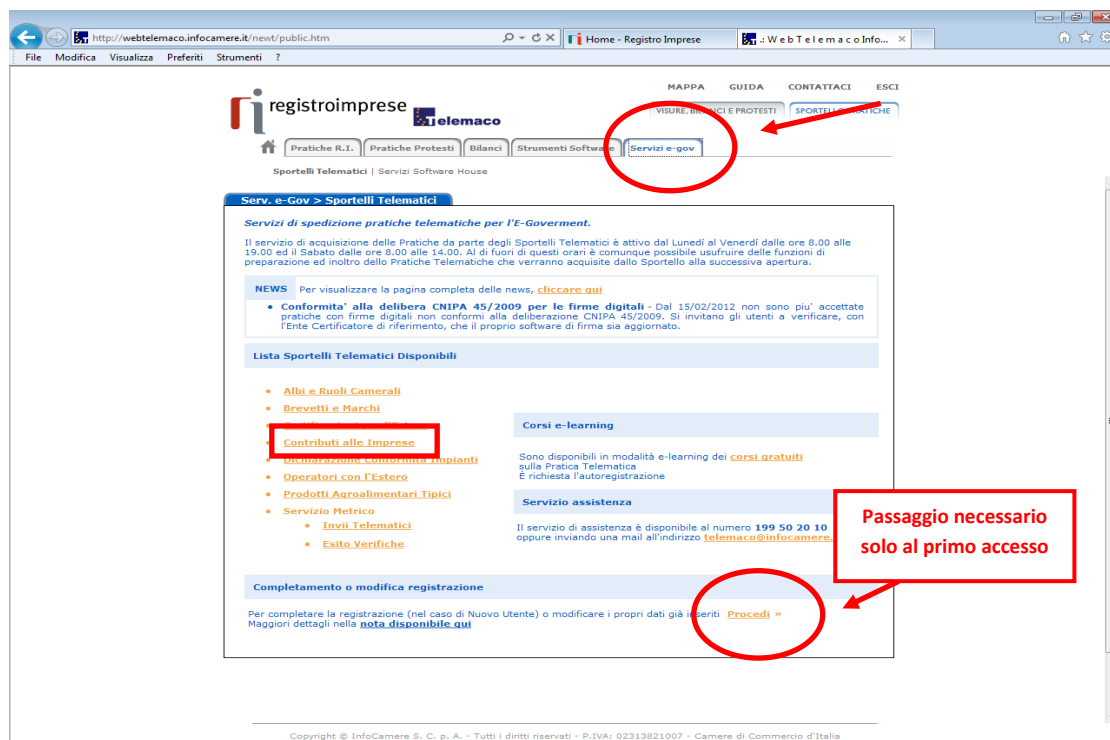 http://webtelemaco.infocamere.it/newt/public.htm
Home - Registro Imprese
.: W e b T e l e m a c o Info...
File Modifica Visualizza Preferiti Strumenti ?
MAPPA GUIDA CONTATTACI ESCI
registroimprese
Telemaco
VISURE, E PROTESTI
Pratiche R.I. Pratiche Protesti Bilanci Strumenti Software Servizi e-gov
Sportelli Telematici | Servizi Software House
Serv. e-Gov > Sportelli Telematici
Servizi di spedizione pratiche telematiche per l'E-Goverment.
Il servizio di acquisizione delle Pratiche da parte degli Sportelli Telematici è attivo dal Lunedí al Venerdí dalle ore 8.00 alle
19.00 ed il Sabato dalle ore 8.00 alle 14.00. Al di fuori di questi orari è comunque possibile usufruire delle funzioni di
preparazione ed inoltro dello Pratiche Telematiche che verranno acquisite dallo Sportello alla successiva apertura.
NEWS Per visualizzare la pagina completa delle news, cliccare qui
• Conformita' alla delibera CNIPA 45/2009 per le firme digitali - Dal 15/02/2012 non sono piu' accettate
pratiche con firme digitali non conformi alla deliberazione CNIPA 45/2009. Si invitano gli utenti a verificare, con
l'Ente Certificatore di riferimento, che il proprio software di firma sia aggiornato.
Lista Sportelli Telematici Disponibili
• Albi e Ruoli Camerali
• Brevetti e Marchi
• Contributi alle Imprese
• Dichiarazione Conformità Impianti
• Operatori con l'Estero
• Prodotti Agroalimentari Tipici
• Servizio Metrico
• Invii Telematici
• Esito Verifiche
Corsi e-learning
Sono disponibili in modalità e-learning dei corsi gratuiti
sulla Pratica Telematica
È richiesta l'autoregistrazione
Servizio assistenza
Il servizio di assistenza è disponibile al numero 199 50 20 10
oppure inviando una mail all'indirizzo telemaco@infocamere.
Passaggio necessario
solo al primo accesso
Completamento o modifica registrazione
Per completare la registrazione (nel caso di Nuovo Utente) o modificare i propri dati già inseriti Procedi »
Maggiori dettagli nella nota disponibile qui
Copyright © InfoCamere S. C. p. A. - Tutti i diritti riservati - P.IVA: 02313821007 - Camere di Commercio d'Italia